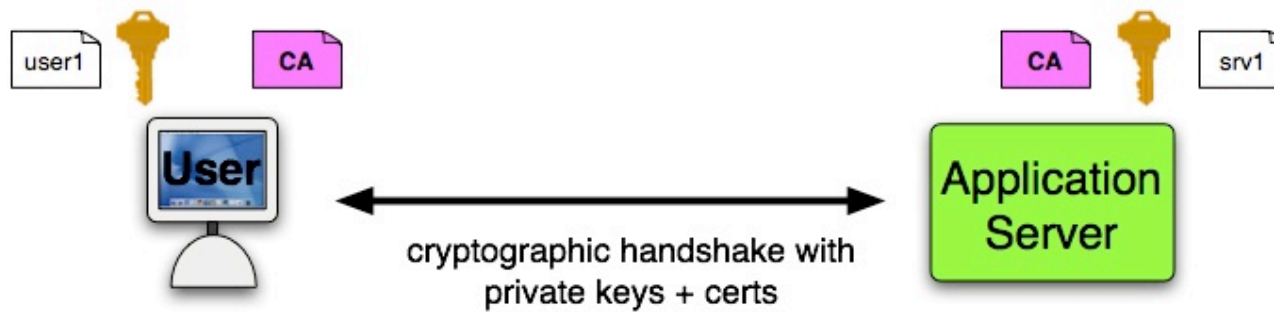 user1
CA
CA
srv1
User
Application
Server
cryptographic handshake with
private keys + certs